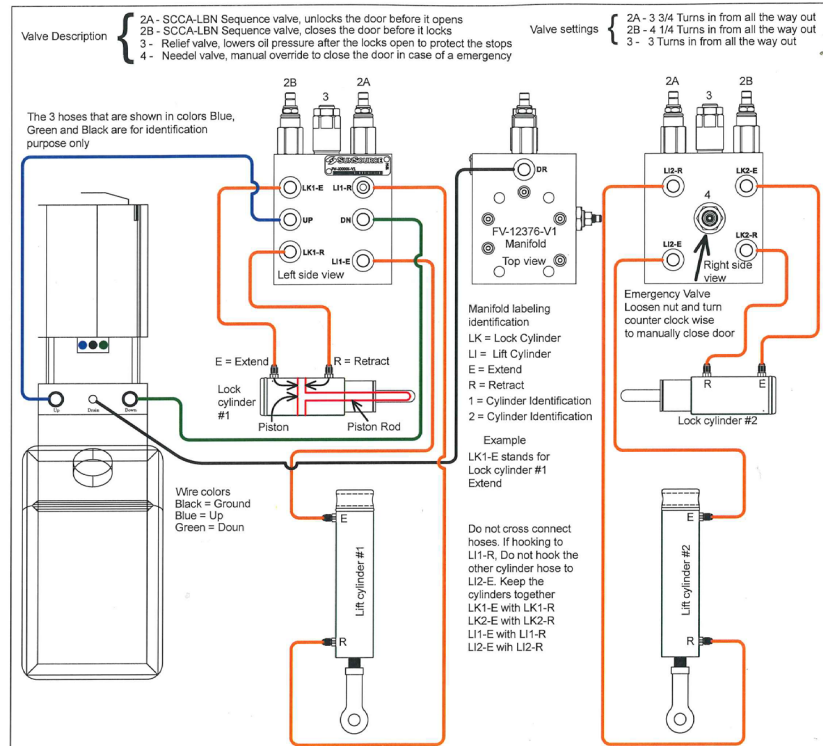 Valve Description
2A - SCCA-LBN Sequence valve, unlocks the door before it opens
2B - SCCA-LBN Sequence valve, closes the door before it locks
3 - Relief valve, lowers oil pressure after the locks open to protect the stops
4 - Needel valve, manual override to close the door in case of a emergency
Valve settings
2A - 3 3/4 Turns in from all the way out
2B - 4 1/4 Turns in from all the way out
3 - 3 Turns in from all the way out
2B
3
2A
2A
3
2B
The 3 hoses that are shown in colors Blue,
Green and Black are for identification
purpose only
SUNSOURCE
LK1-E
LI1-R
UP
DN
LK1-R
LI1-E
Left side view
DR
FV-12376-V1
Manifold
Top view
LI2-R
LK2-E
4
LI2-E
LK2-R
Right side
view
Emergency Valve
Loosen nut and turn
counter clock wise
to manually close door
Manifold labeling
identification
LK = Lock Cylinder
LI = Lift Cylinder
E = Extend
R = Retract
1 = Cylinder Identification
2 = Cylinder Identification
Example
LK1-E stands for
Lock cylinder #1
Extend
E = Extend
R = Retract
Lock
cylinder
#1
Piston
Piston Rod
R
E
Lock cylinder #2
Up
Drain
Down
Wire colors
Black = Ground
Blue = Up
Green = Doun
E
Lift cylinder #1
R
Do not cross connect
hoses. If hooking to
LI1-R, Do not hook the
other cylinder hose to
LI2-E. Keep the
cylinders together
LK1-E with LK1-R
LK2-E with LK2-R
LI1-E with LI1-R
LI2-E wih LI2-R
E
Lift cylinder #2
R